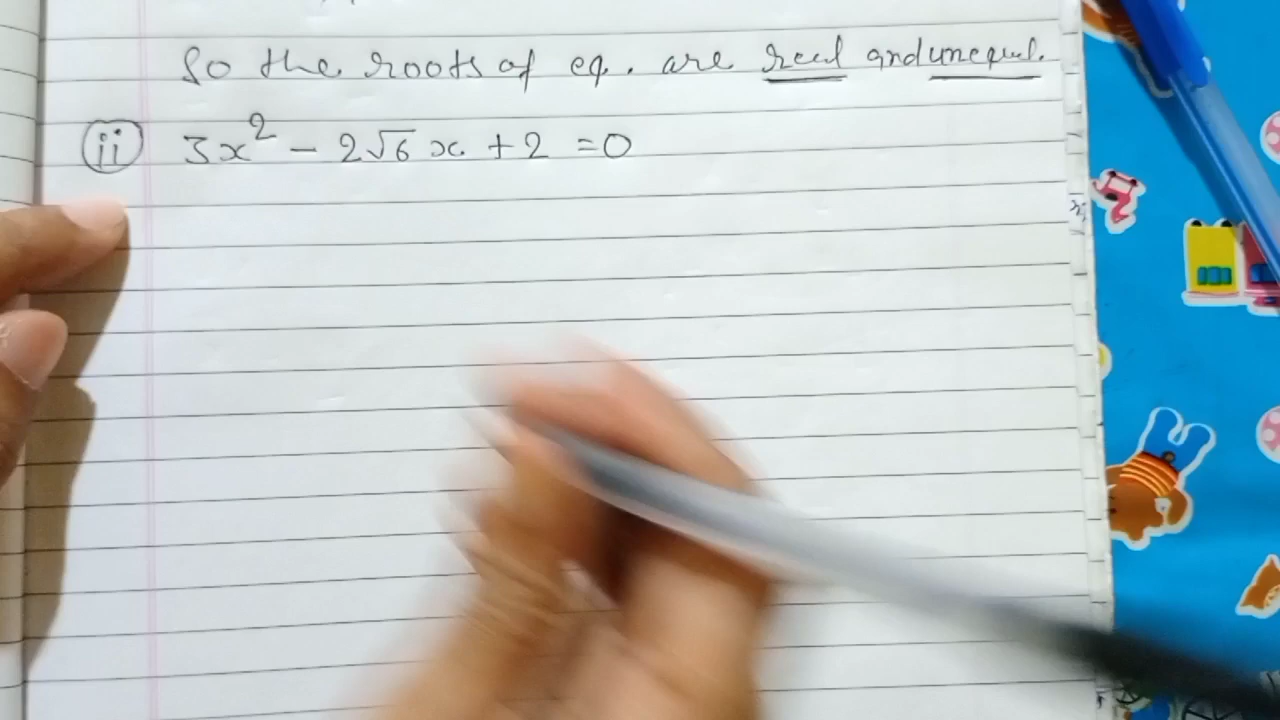 So the roots of eq. are real and unequal.
(ii) 3x² - 2√6 x + 2 = 0